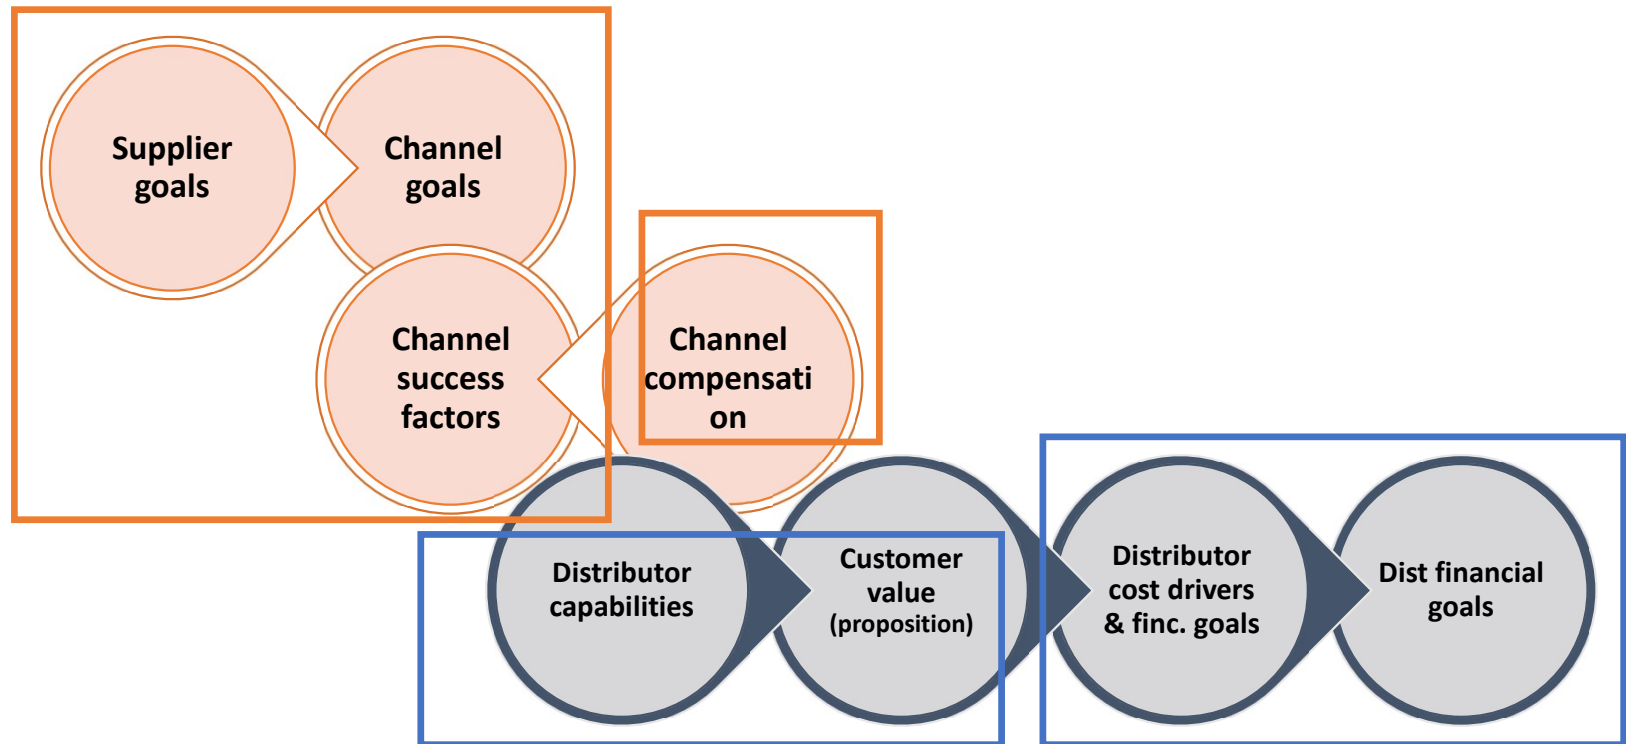 Supplier
goals
Channel
goals
Channel
success
factors
Channel
compensati
on
Distributor
capabilities
Customer
value
(proposition)
Distributor
cost drivers
& finc. goals
Dist financial
goals